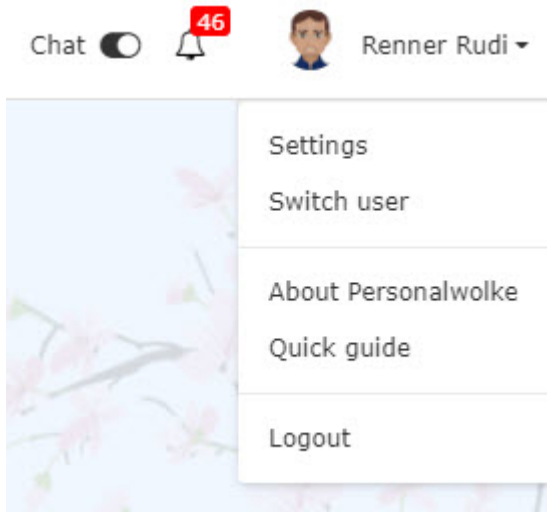 Chat 46 Renner Rudi
Settings
Switch user
About Personalwolke
Quick guide
Logout